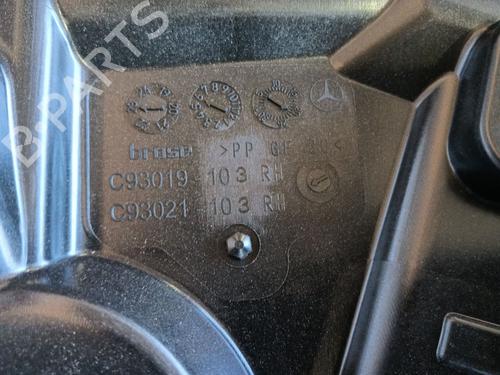 B-PARTS
brose >PP GF 30<
C93019 103 RH
C93021 103 RH